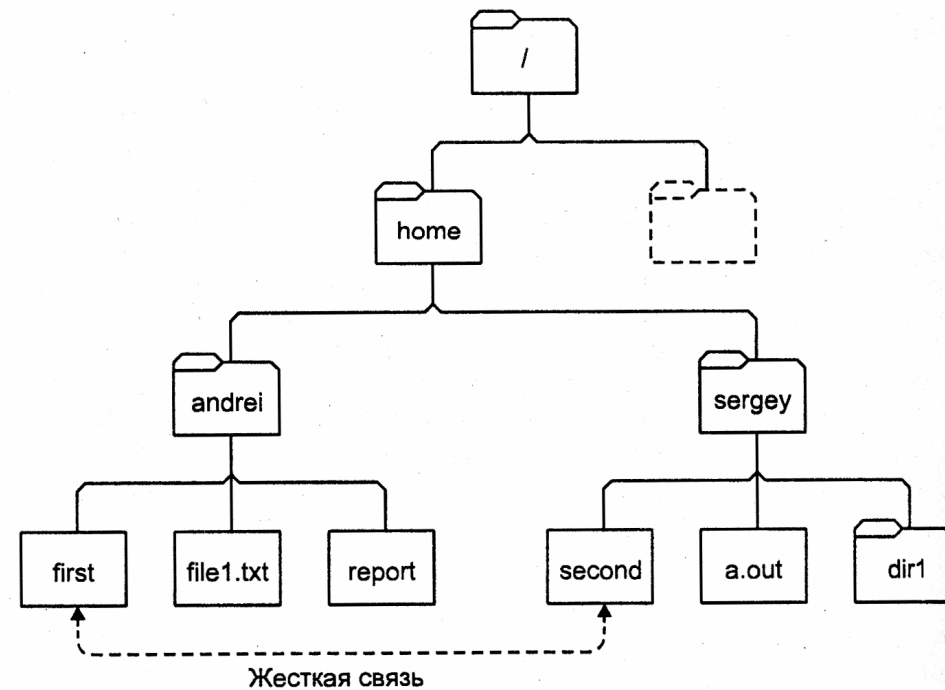 /
home
andrei
sergey
first
file1.txt
report
second
a.out
dir1
Жесткая связь